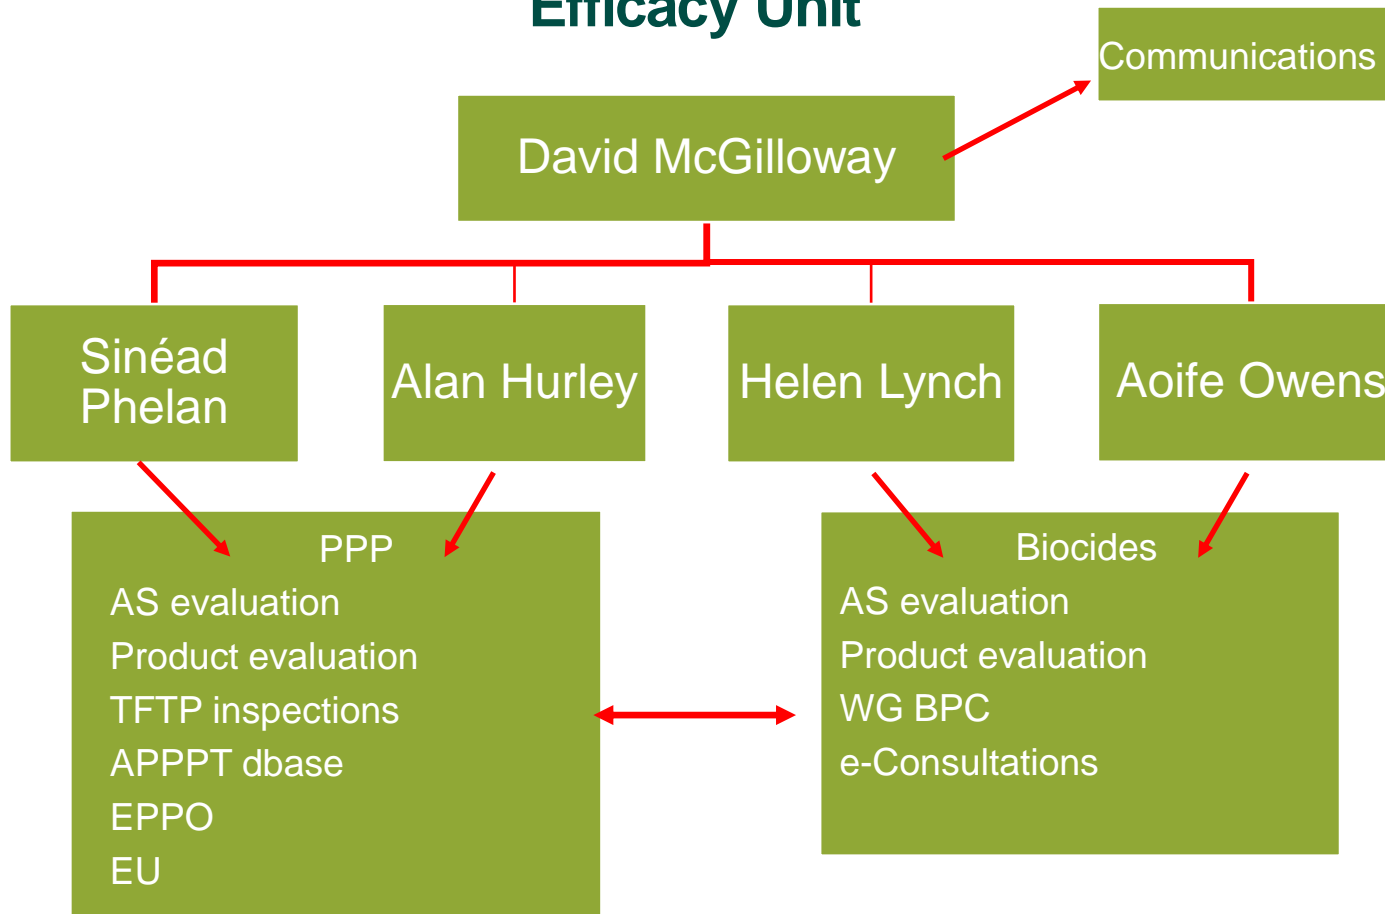 Efficacy Unit
Communications
David McGilloway
Sinéad
Phelan
Alan Hurley
Helen Lynch
Aoife Owens
PPP
AS evaluation
Product evaluation
TFTP inspections
APPPT dbase
EPPO
EU
Biocides
AS evaluation
Product evaluation
WG BPC
e-Consultations